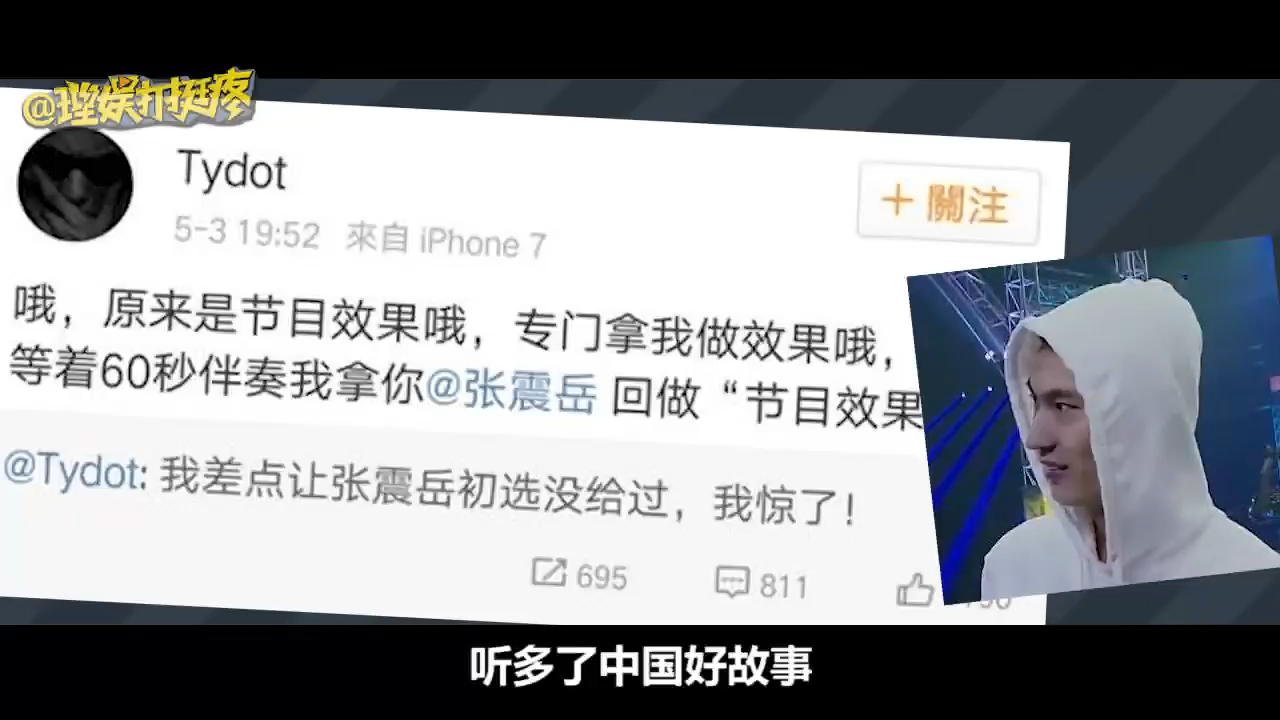 @理娱打挺疼
Tydot
+ 關注
5-3 19:52 來自 iPhone 7
哦，原来是节目效果哦，专门拿我做效果哦，
等着60秒伴奏我拿你@张震岳 回做“节目效果
@Tydot: 我差点让张震岳初选没给过，我惊了！
695
811
听多了中国好故事